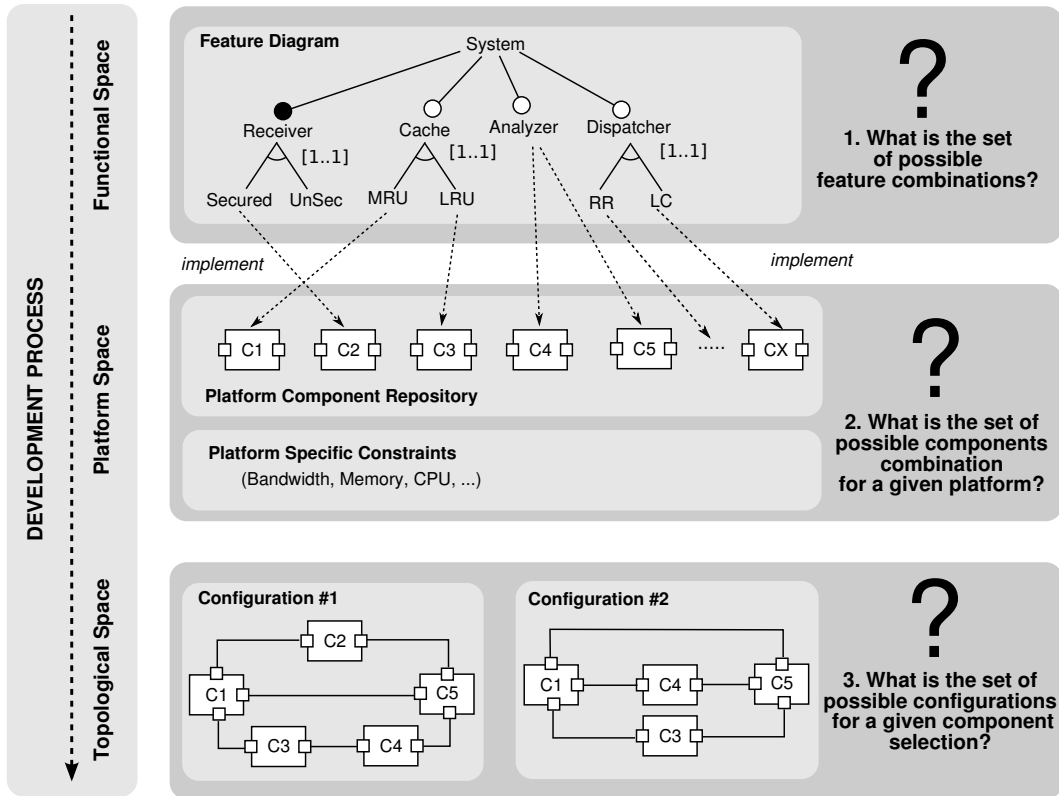 DEVELOPMENT PROCESS
Functional Space
Platform Space
Topological Space
Feature Diagram
System
Receiver
Cache
Analyzer
Dispatcher
[1..1]
[1..1]
[1..1]
Secured
UnSec
MRU
LRU
RR
LC
?
1. What is the set
of possible
feature combinations?
implement
implement
C1
C2
C3
C4
C5
.....
CX
Platform Component Repository
Platform Specific Constraints
(Bandwidth, Memory, CPU, ...)
?
2. What is the set of
possible components
combination
for a given platform?
Configuration #1
C2
C1
C5
C3
C4
Configuration #2
C1
C4
C5
C3
?
3. What is the set of
possible configurations
for a given component
selection?